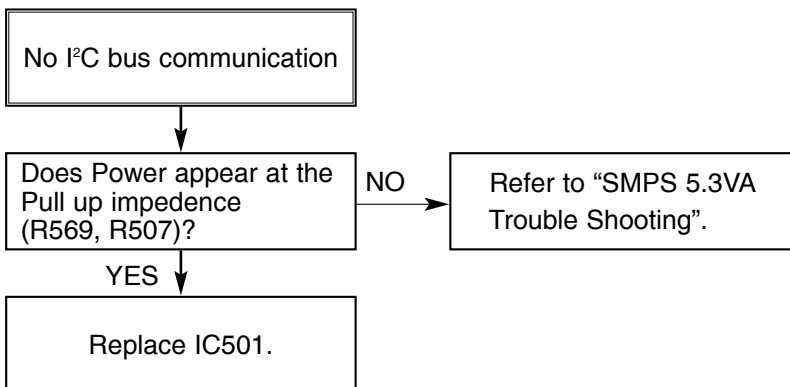 No I²C bus communication
Does Power appear at the
Pull up impedence
(R569, R507)?
NO
Refer to “SMPS 5.3VA
Trouble Shooting”.
YES
Replace IC501.